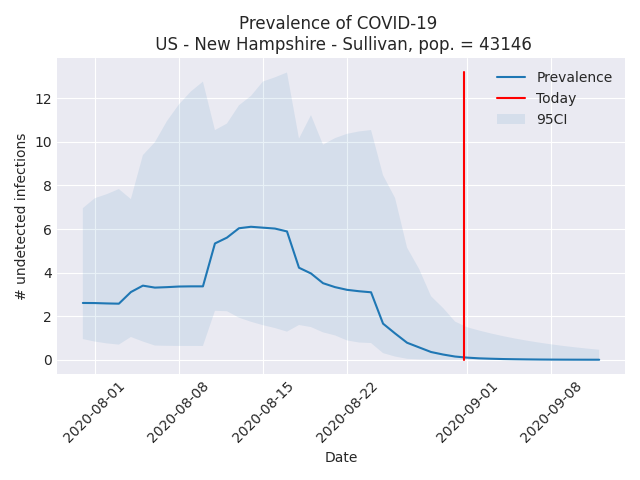 Prevalence of COVID-19
US - New Hampshire - Sullivan, pop. = 43146
Prevalence
Today
95CI
# undetected infections
12
10
8
6
4
2
0
2020-08-01
2020-08-08
2020-08-15
2020-08-22
2020-09-01
2020-09-08
Date